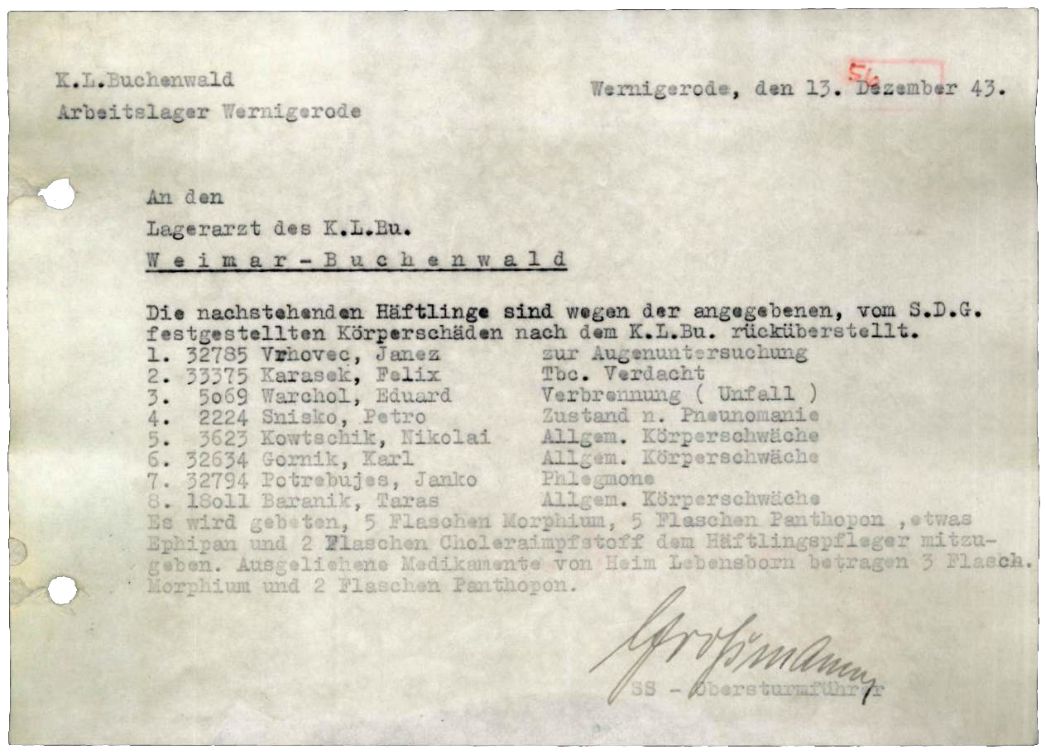 56
K.L.Buchenwald
Wernigerode, den 13. Dezember 43.
Arbeitslager Wernigerode
An den
Lagerarzt des K.L.Bu.
Weimar-Buchenwald
Die nachstehenden Häftlinge sind wegen der angegebenen, vom S.D.G.
festgestellten Körperschäden nach dem K.L.Bu. rücküberstellt.
1. 32785 Vrhovec, Janez zur Augenuntersuchung
2. 33375 Karasek, Felix Tbc. Verdacht
3. 5o69 Warchol, Eduard Verbrennung ( Unfall )
4. 2224 Snisko, Petro Zustand n. Pneunomanie
5. 3623 Kowtschik, Nikolai Allgem. Körperschwäche
6. 32634 Gornik, Karl Allgem. Körperschwäche
7. 32794 Potrebujes, Janko Phlegmone
8. 18o11 Baranik, Taras Allgem. Körperschwäche
Es wird gebeten, 5 Flaschen Morphium, 5 Flaschen Panthopon ,etwas
Ephipan und 2 Flaschen Choleraimpfstoff dem Häftlingspfleger mitzu-
geben. Ausgeliehene Medikamente von Heim Lebensborn betragen 3 Flasch.
Morphium und 2 Flaschen Panthopon.
Großmann
SS - Obersturmführer